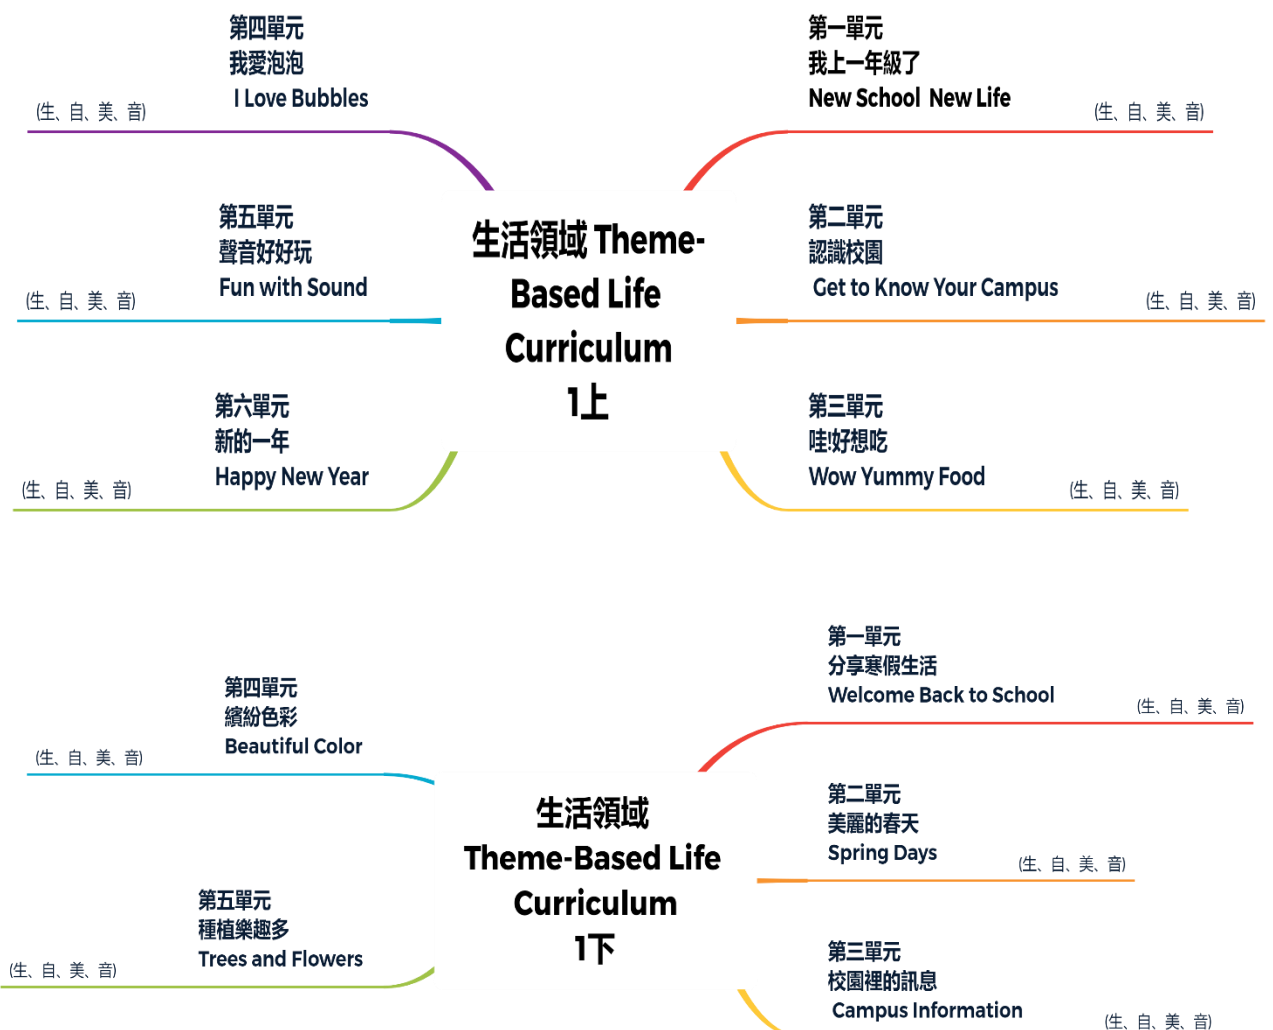 第四單元
我愛泡泡
I Love Bubbles
(生、自、美、音)
第五單元
聲音好好玩
Fun with Sound
(生、自、美、音)
第六單元
新的一年
Happy New Year
(生、自、美、音)
生活領域 Theme-
Based Life
Curriculum
1上
第一單元
我上一年級了
New School New Life
(生、自、美、音)
第二單元
認識校園
Get to Know Your Campus
(生、自、美、音)
第三單元
哇!好想吃
Wow Yummy Food
(生、自、美、音)
第四單元
繽紛色彩
Beautiful Color
(生、自、美、音)
第五單元
種植樂趣多
Trees and Flowers
(生、自、美、音)
生活領域
Theme-Based Life
Curriculum
1下
第一單元
分享寒假生活
Welcome Back to School
(生、自、美、音)
第二單元
美麗的春天
Spring Days
(生、自、美、音)
第三單元
校園裡的訊息
Campus Information
(生、自、美、音)